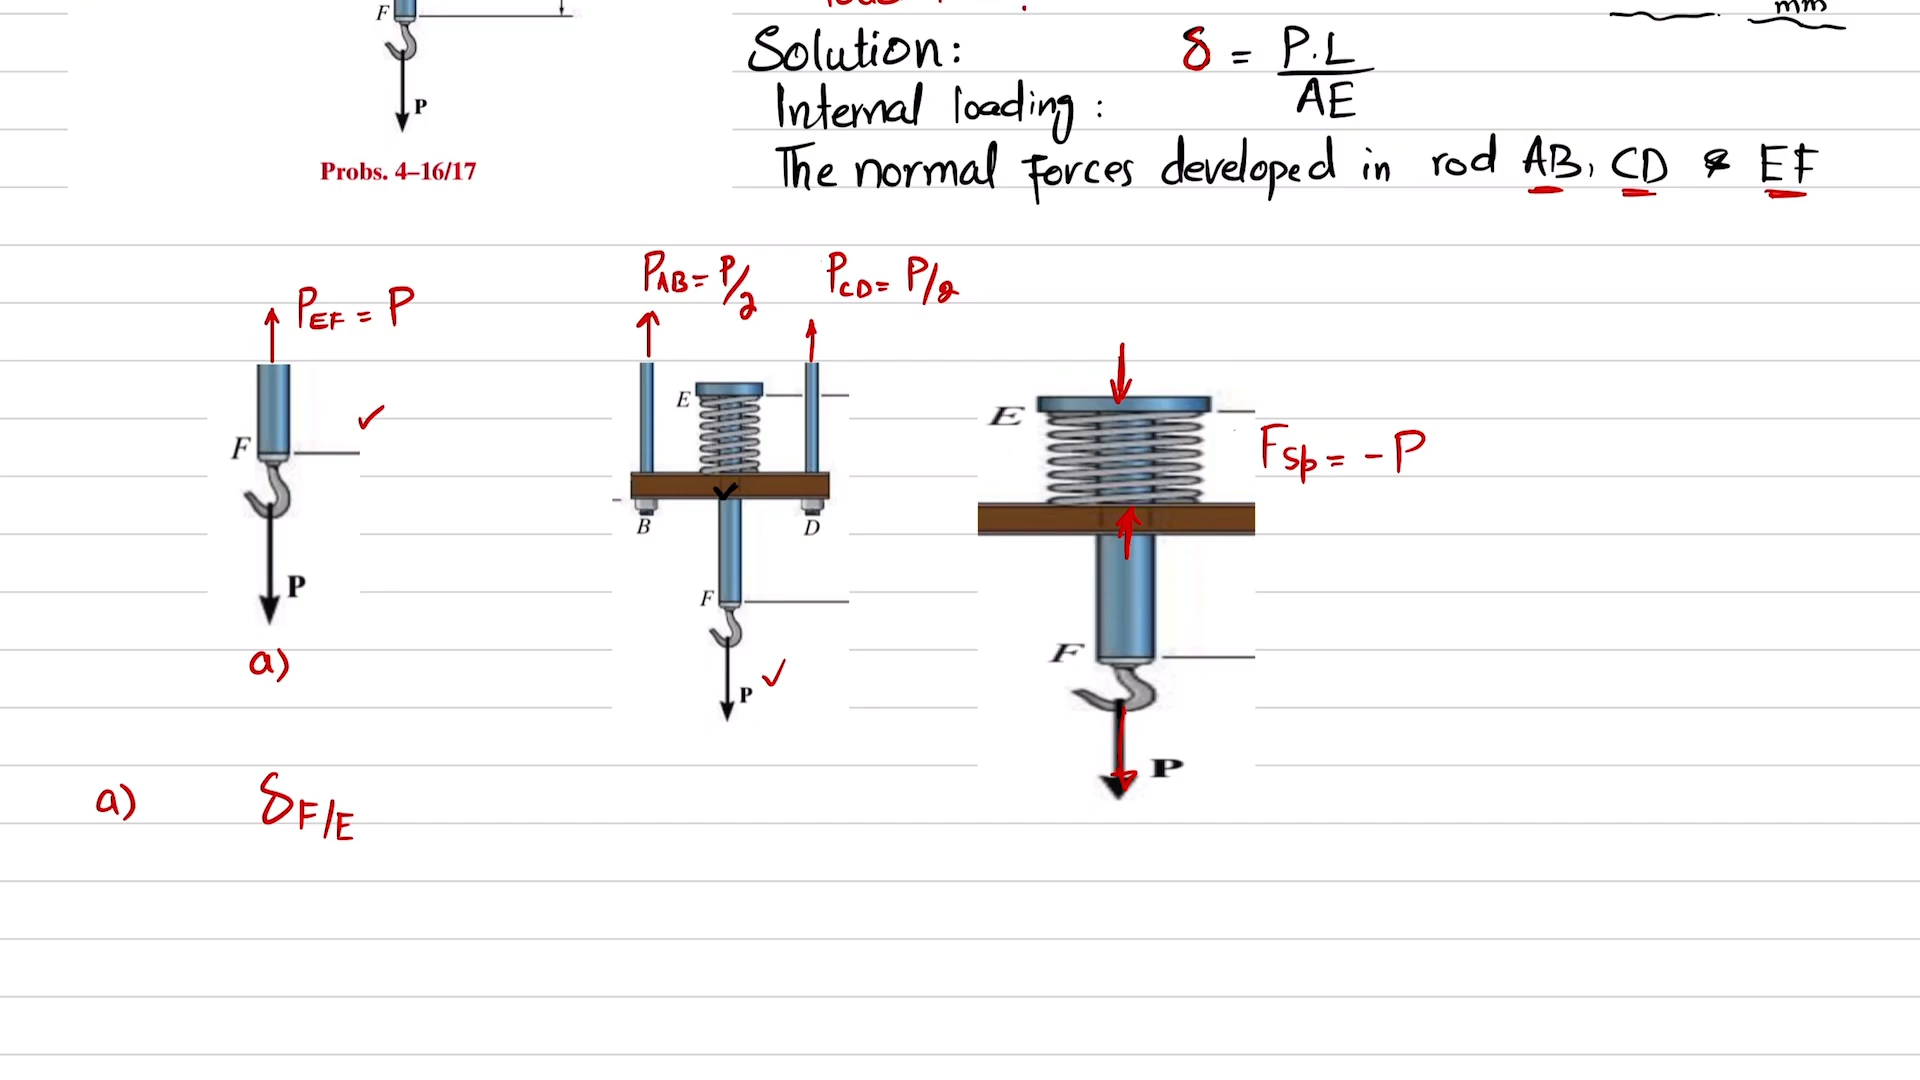 mm
F
P
Probs. 4–16/17
Solution: δ = P.L / AE
Internal loading:
The normal forces developed in rod AB, CD & EF
P_EF = P
F
P
a)
P_AB = P/2
P_CD = P/2
E
B
D
F
P
E
F_sp = -P
F
P
a) δ_F/E